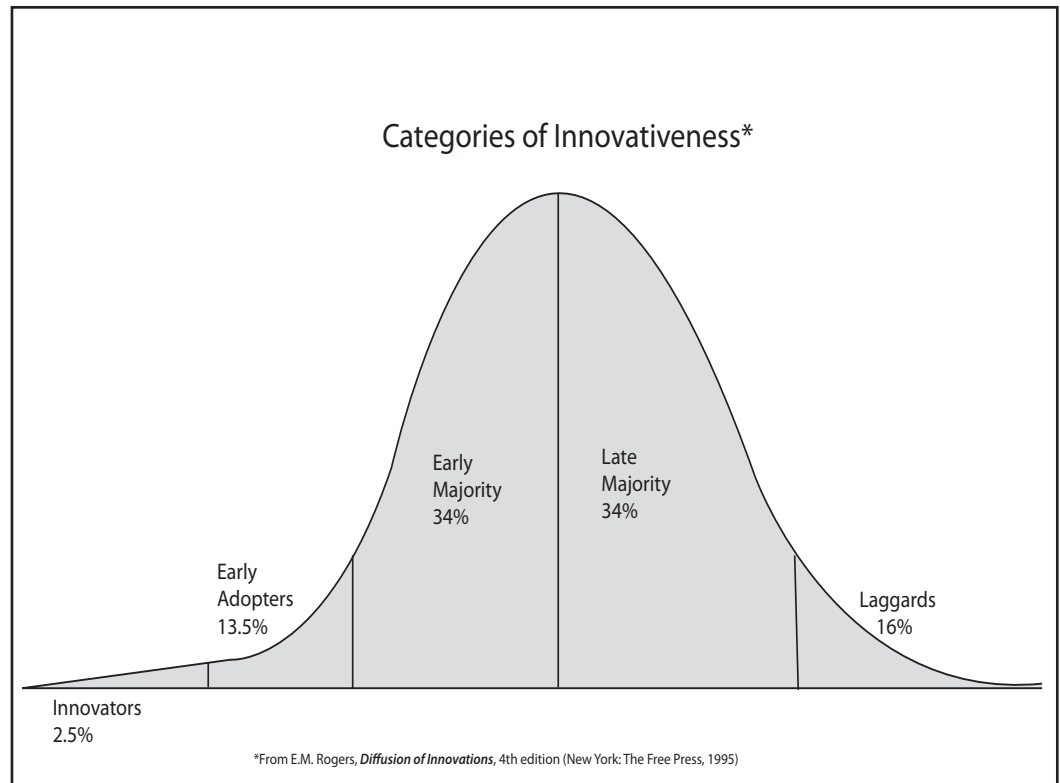 Categories of Innovativeness*
Early
Majority
34%
Late
Majority
34%
Early
Adopters
13.5%
Laggards
16%
Innovators
2.5%
*From E.M. Rogers, Diffusion of Innovations, 4th edition (New York: The Free Press, 1995)